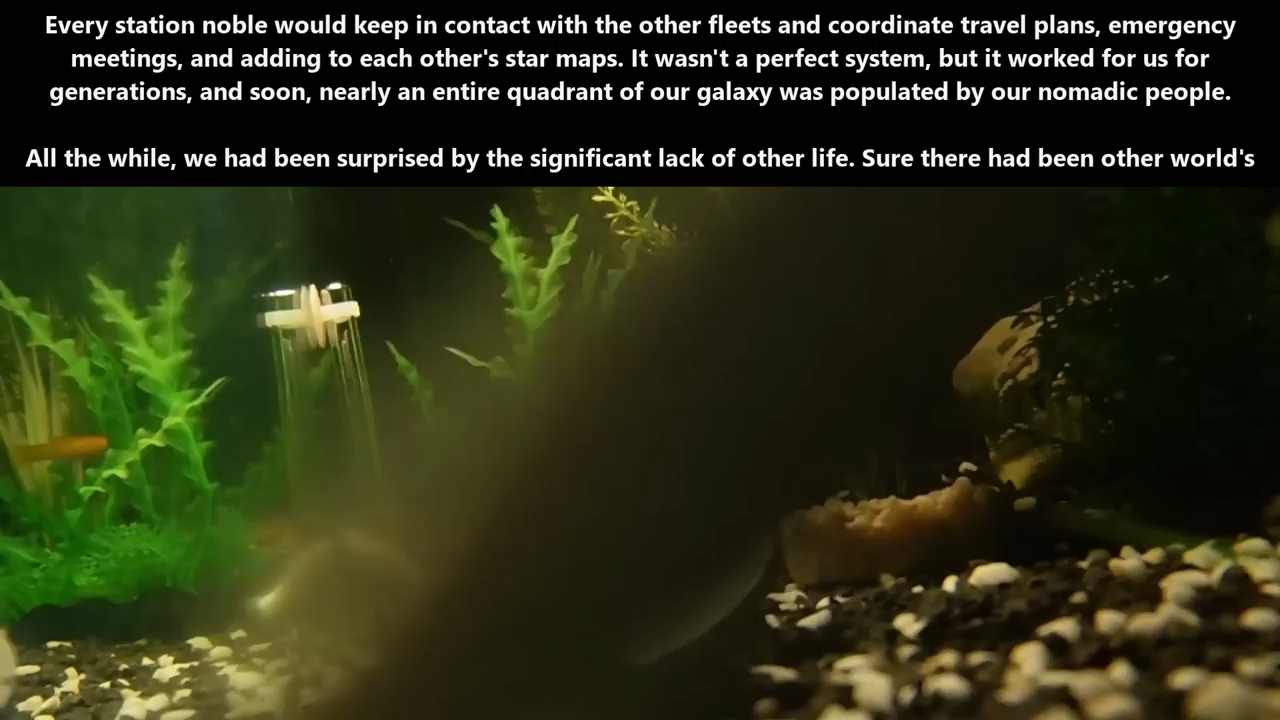 Every station noble would keep in contact with the other fleets and coordinate travel plans, emergency
meetings, and adding to each other's star maps. It wasn't a perfect system, but it worked for us for
generations, and soon, nearly an entire quadrant of our galaxy was populated by our nomadic people.
All the while, we had been surprised by the significant lack of other life. Sure there had been other world's